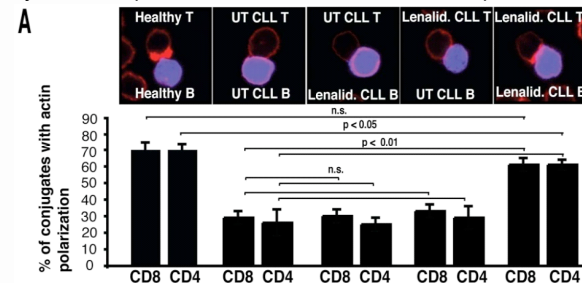 A
Healthy T
Healthy B
UT CLL T
UT CLL B
UT CLL T
Lenalid. CLL B
Lenalid. CLL T
UT CLL B
Lenalid. CLL T
Lenalid. CLL B
% of conjugates with actin
polarization
90
80
70
60
50
40
30
20
10
0
n.s.
p < 0.05
p < 0.01
n.s.
CD8 CD4 CD8 CD4 CD8 CD4 CD8 CD4 CD8 CD4